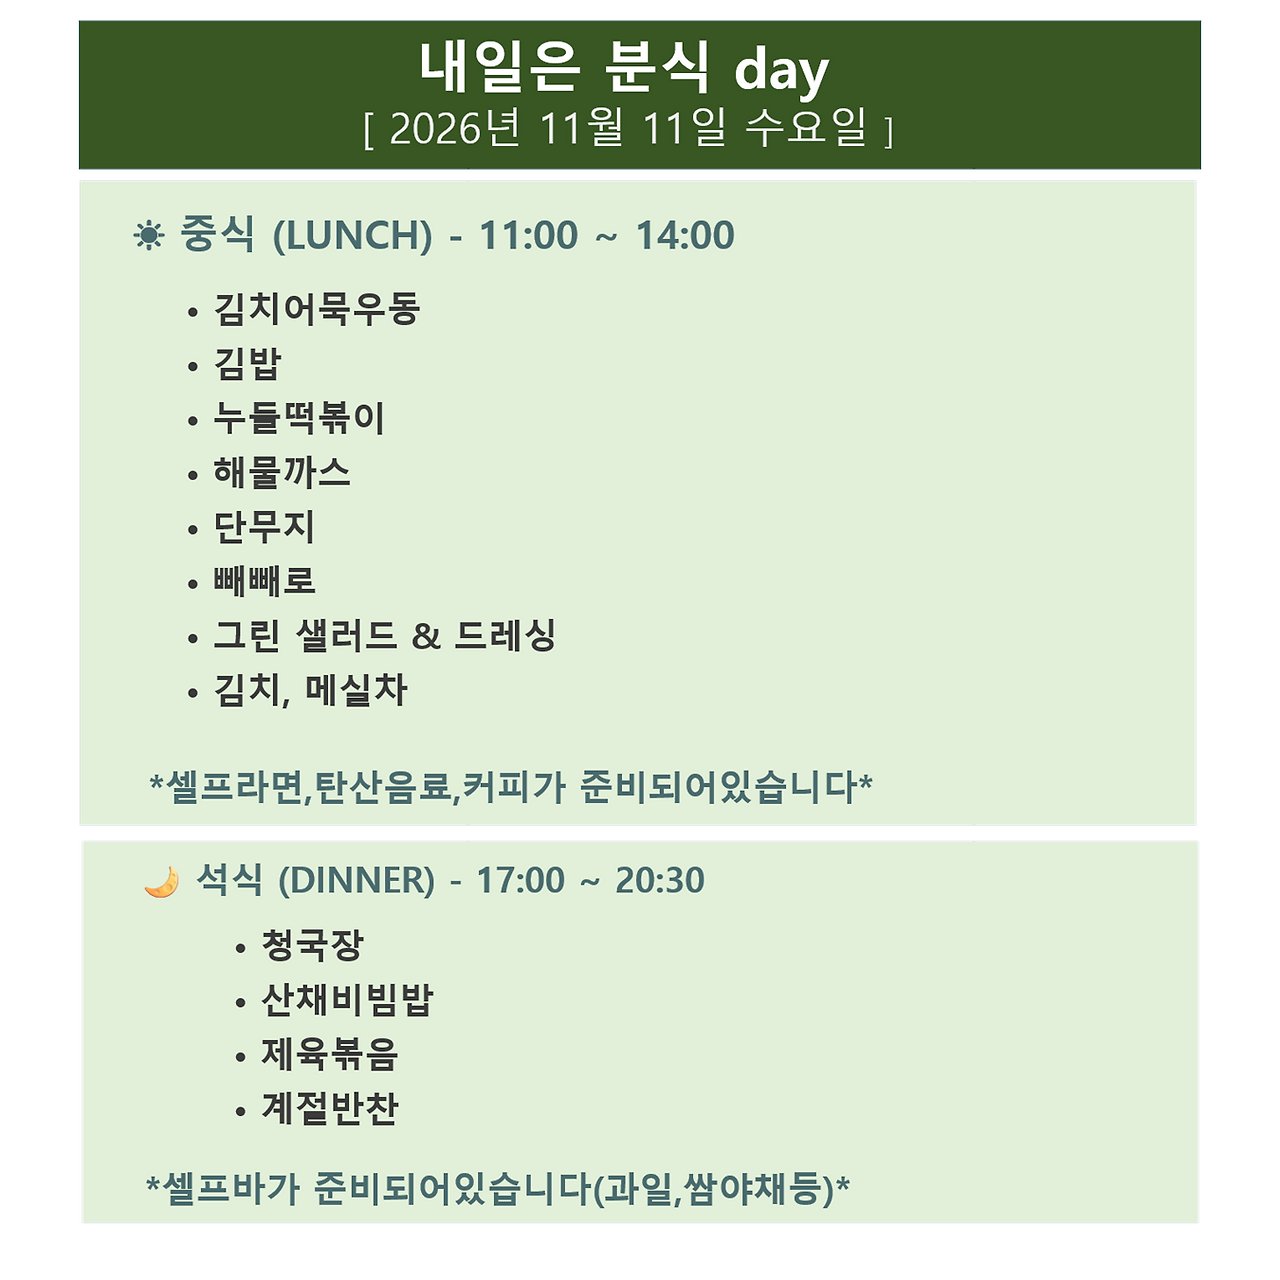 내일은 분식 day
[ 2026년 11월 11일 수요일 ]
☀ 중식 (LUNCH) - 11:00 ~ 14:00
• 김치어묵우동
• 김밥
• 누들떡볶이
• 해물까스
• 단무지
• 빼빼로
• 그린 샐러드 & 드레싱
• 김치, 메실차
*셀프라면,탄산음료,커피가 준비되어있습니다*
🌙 석식 (DINNER) - 17:00 ~ 20:30
• 청국장
• 산채비빔밥
• 제육볶음
• 계절반찬
*셀프바가 준비되어있습니다(과일,쌈야채등)*